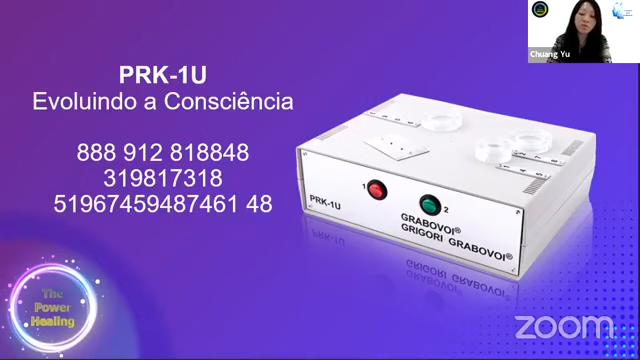 PRK-1U
Evoluindo a Consciência
888 912 818848
319817318
51967459487461 48
The
Power
Healing
PRK-1U
1
2
GRABOVOI®
GRIGORI GRABOVOI®
Chuang Yu
zoom